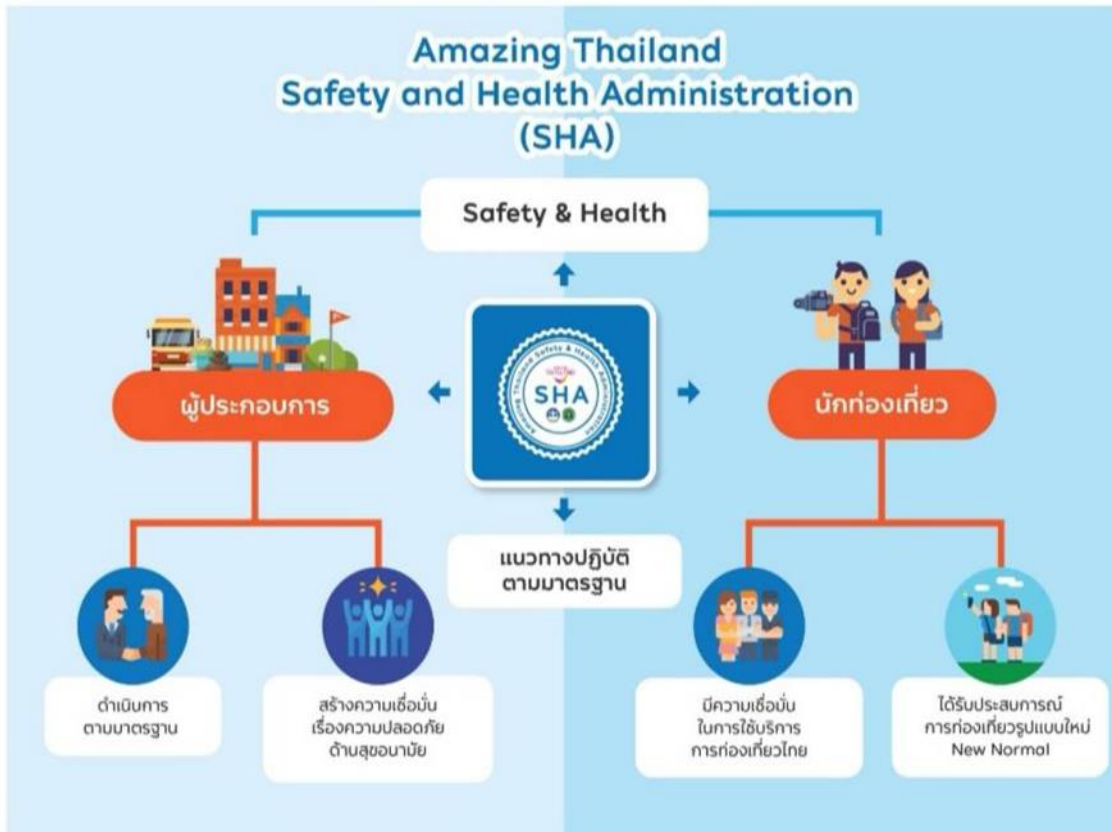 Amazing Thailand
Safety and Health Administration
(SHA)
Safety & Health
ผู้ประกอบการ
Amazing Thailand Safety & Health Administration
SHA
นักท่องเที่ยว
แนวทางปฏิบัติ
ตามมาตรฐาน
ดำเนินการ
ตามมาตรฐาน
สร้างความเชื่อมั่น
เรื่องความปลอดภัย
ด้านสุขอนามัย
มีความเชื่อมั่น
ในการใช้บริการ
การท่องเที่ยวไทย
ได้รับประสบการณ์
การท่องเที่ยวรูปแบบใหม่
New Normal